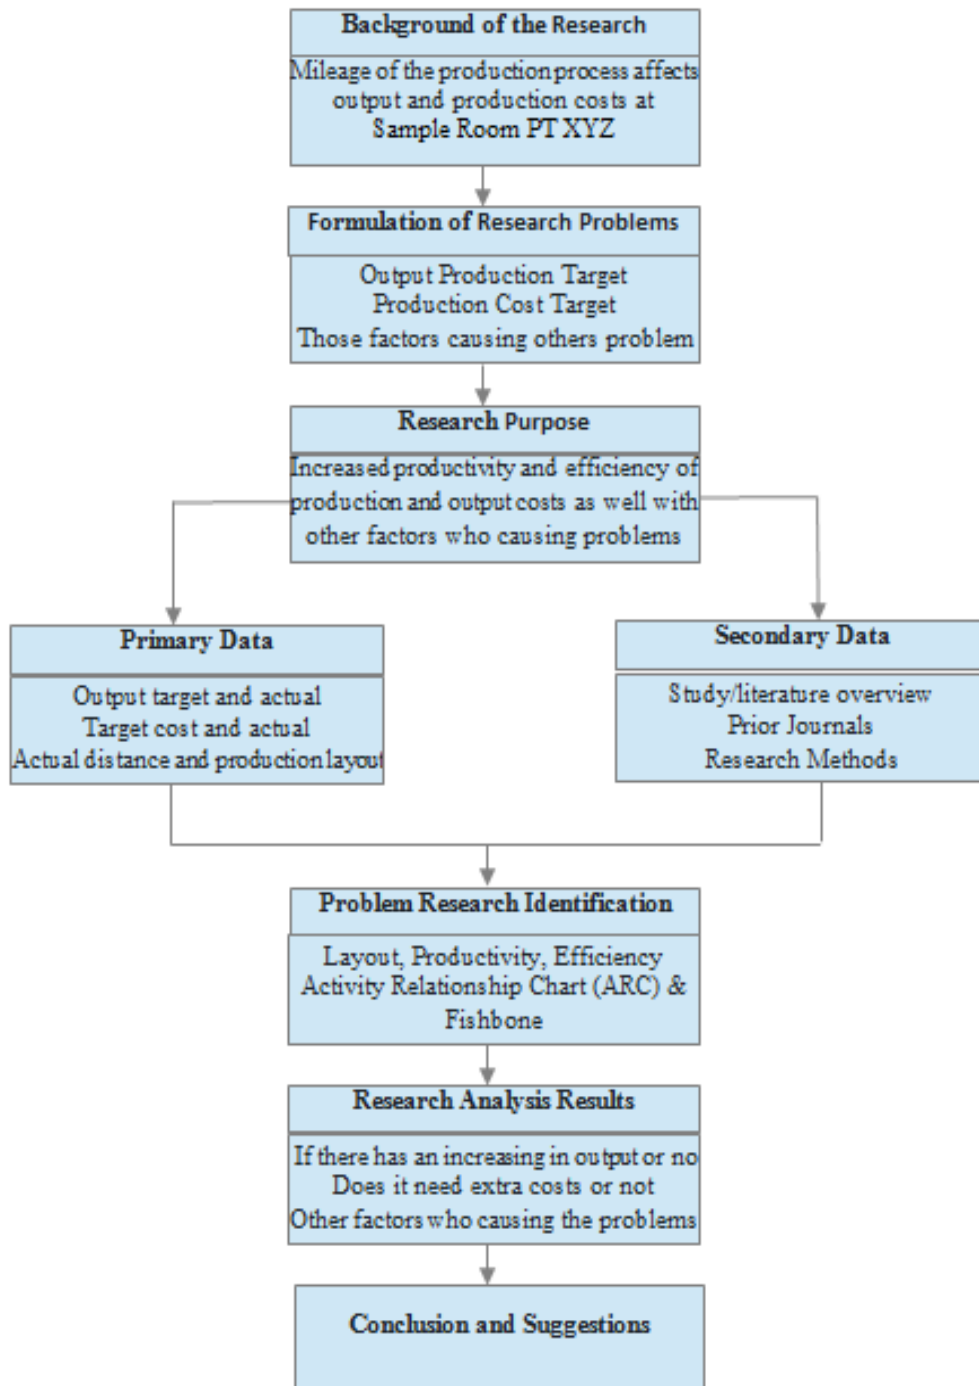 Background of the Research
Mileage of the production process affects
output and production costs at
Sample Room PT XYZ
Formulation of Research Problems
Output Production Target
Production Cost Target
Those factors causing others problem
Research Purpose
Increased productivity and efficiency of
production and output costs as well with
other factors who causing problems
Primary Data
Output target and actual
Target cost and actual
Actual distance and production layout
Secondary Data
Study/literature overview
Prior Journals
Research Methods
Problem Research Identification
Layout, Productivity, Efficiency
Activity Relationship Chart (ARC) &
Fishbone
Research Analysis Results
If there has an increasing in output or no
Does it need extra costs or not
Other factors who causing the problems
Conclusion and Suggestions